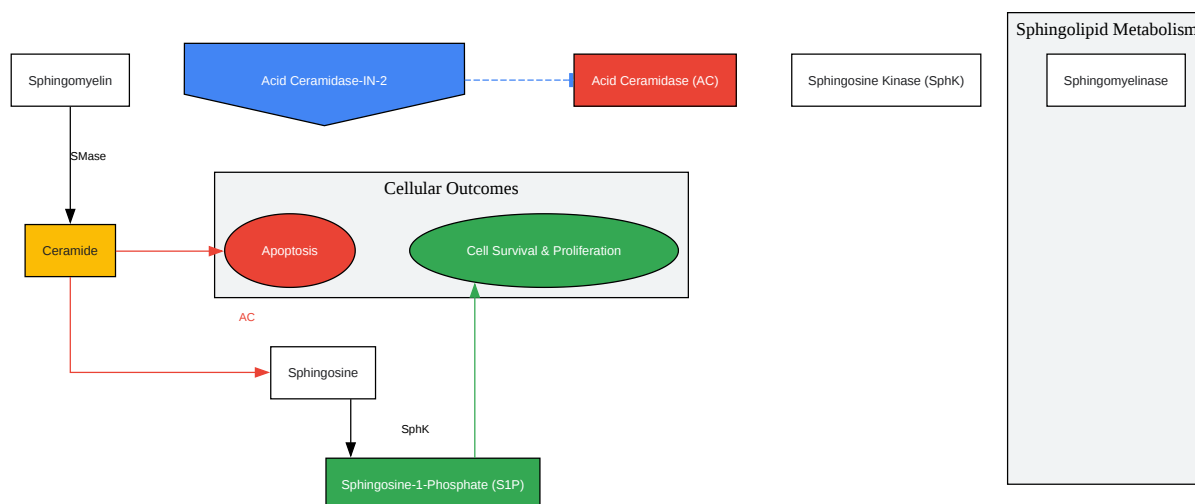 Sphingolipid Metabolism
Sphingomyelin
Acid Ceramidase-IN-2
Acid Ceramidase (AC)
Sphingosine Kinase (SphK)
Sphingomyelinase
SMase
Cellular Outcomes
Ceramide
Apoptosis
Cell Survival & Proliferation
AC
Sphingosine
SphK
Sphingosine-1-Phosphate (S1P)